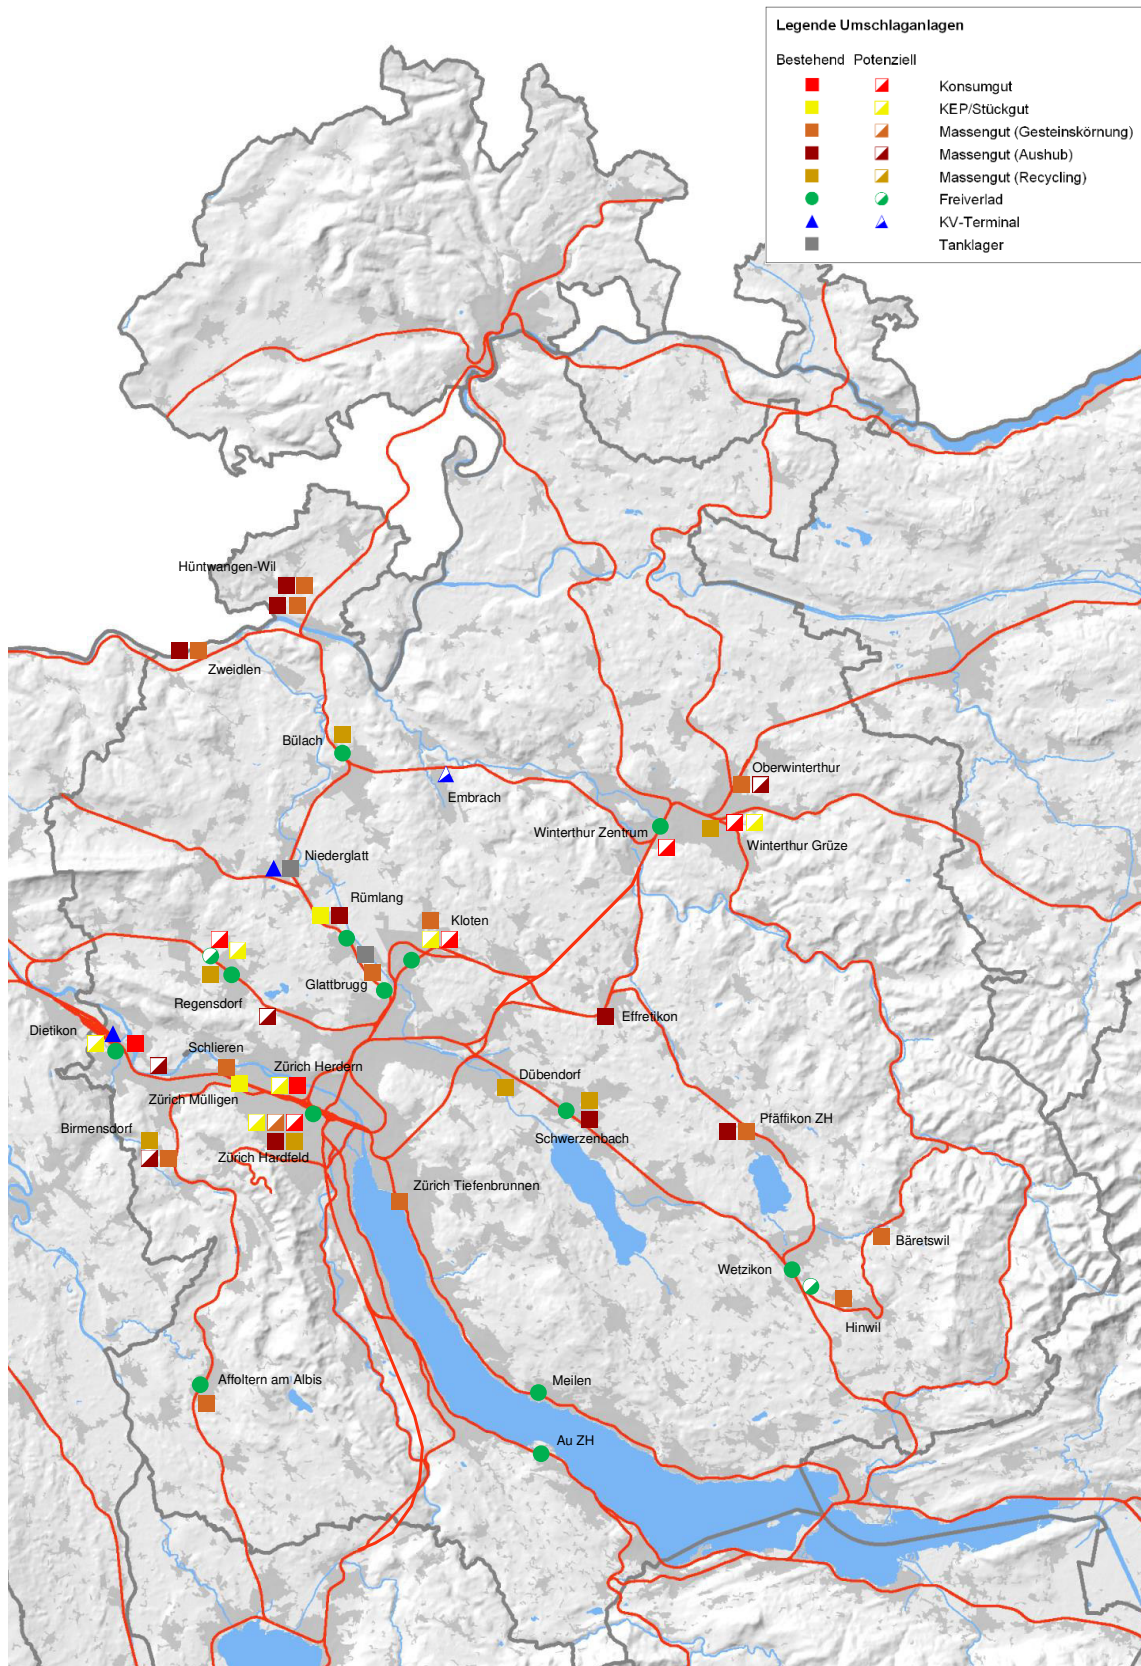 Legende Umschlaganlagen
Bestehend Potenziell
Konsumgut
KEP/Stückgut
Massengut (Gesteinskörnung)
Massengut (Aushub)
Massengut (Recycling)
Freiverlad
KV-Terminal
Tanklager
Hüntwangen-Wil
Zweidlen
Bülach
Embrach
Oberwinterthur
Winterthur Zentrum
Winterthur Grüze
Niederglatt
Rümlang
Kloten
Glattbrugg
Regensdorf
Effretikon
Dietikon
Schlieren
Zürich Herdern
Dübendorf
Zürich Mülligen
Birmensdorf
Schwerzenbach
Pfäffikon ZH
Zürich Hardfeld
Zürich Tiefenbrunnen
Bäretswil
Wetzikon
Hinwil
Affoltern am Albis
Meilen
Au ZH